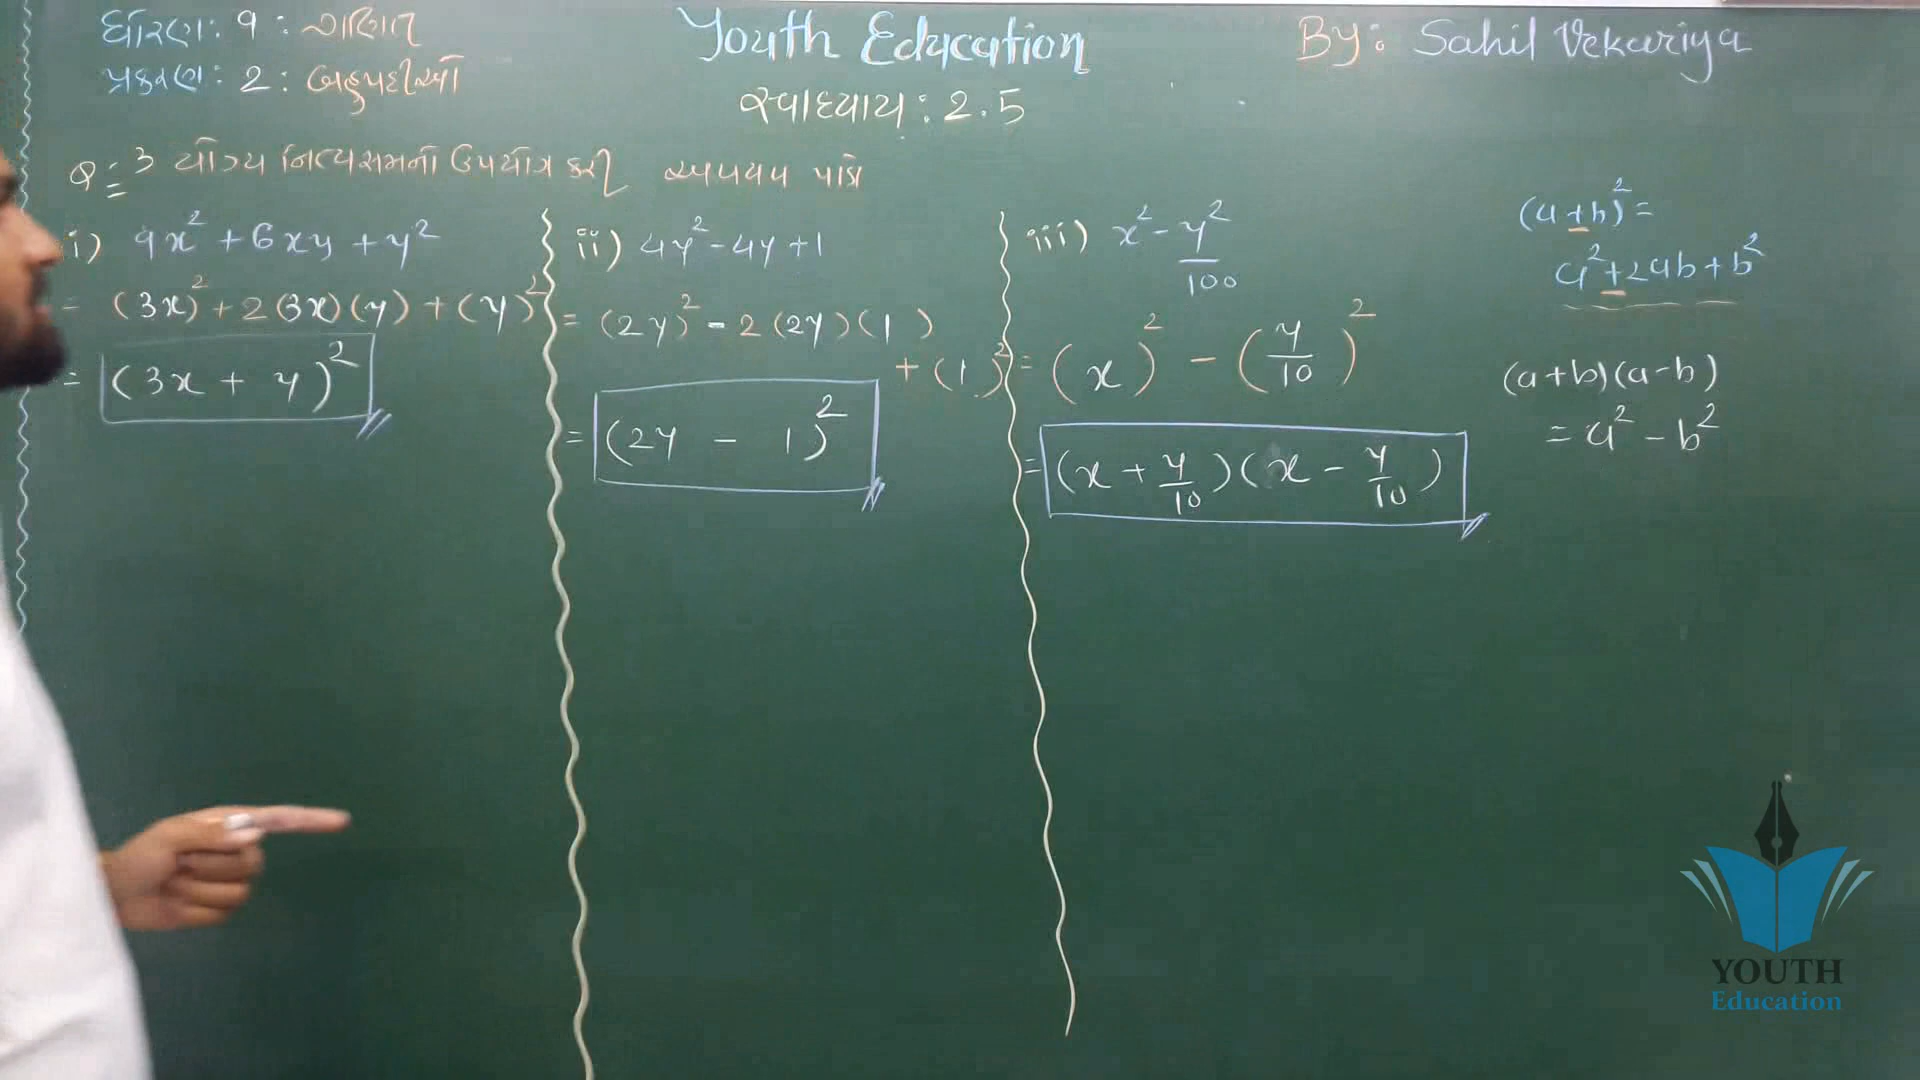 ધોરણ: 9 : ગણિત
પ્રકરણ: 2 : બહુપદીઓ
Youth Education
સ્વાધ્યાય: 2.5
By: Sahil Vekariya
Q: 3 યોગ્ય નિત્યસમનો ઉપયોગ કરી અવયવ પાડો
i) 9x² + 6xy + y²
= (3x)² + 2(3x)(y) + (y)²
= (3x + y)²
ii) 4y² - 4y + 1
= (2y)² - 2(2y)(1)
+ (1)²
= (2y - 1)²
iii) x² - y²/100
= (x)² - (y/10)²
= (x + y/10)(x - y/10)
(a+b)² =
a²+2ab+b²
(a+b)(a-b)
= a² - b²
YOUTH
Education